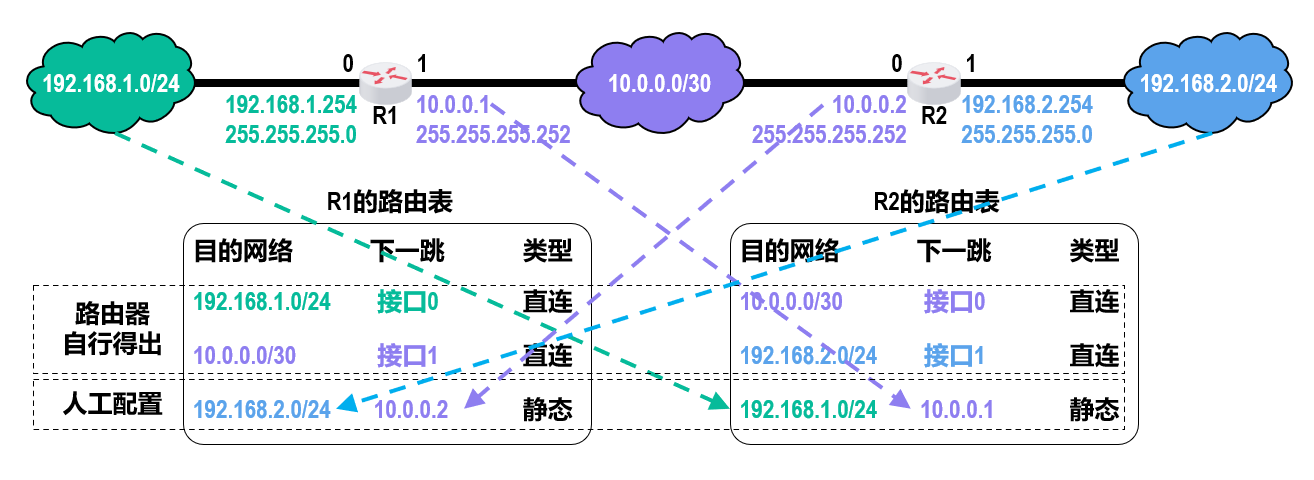 192.168.1.0/24
0
R1
1
10.0.0.0/30
0
R2
1
192.168.2.0/24
192.168.1.254
255.255.255.0
10.0.0.1
255.255.255.252
10.0.0.2
255.255.255.252
192.168.2.254
255.255.255.0
R1的路由表
目的网络 下一跳 类型
192.168.1.0/24 接口0 直连
10.0.0.0/30 接口1 直连
192.168.2.0/24 10.0.0.2 静态
R2的路由表
目的网络 下一跳 类型
10.0.0.0/30 接口0 直连
192.168.2.0/24 接口1 直连
192.168.1.0/24 10.0.0.1 静态
路由器
自行得出
人工配置